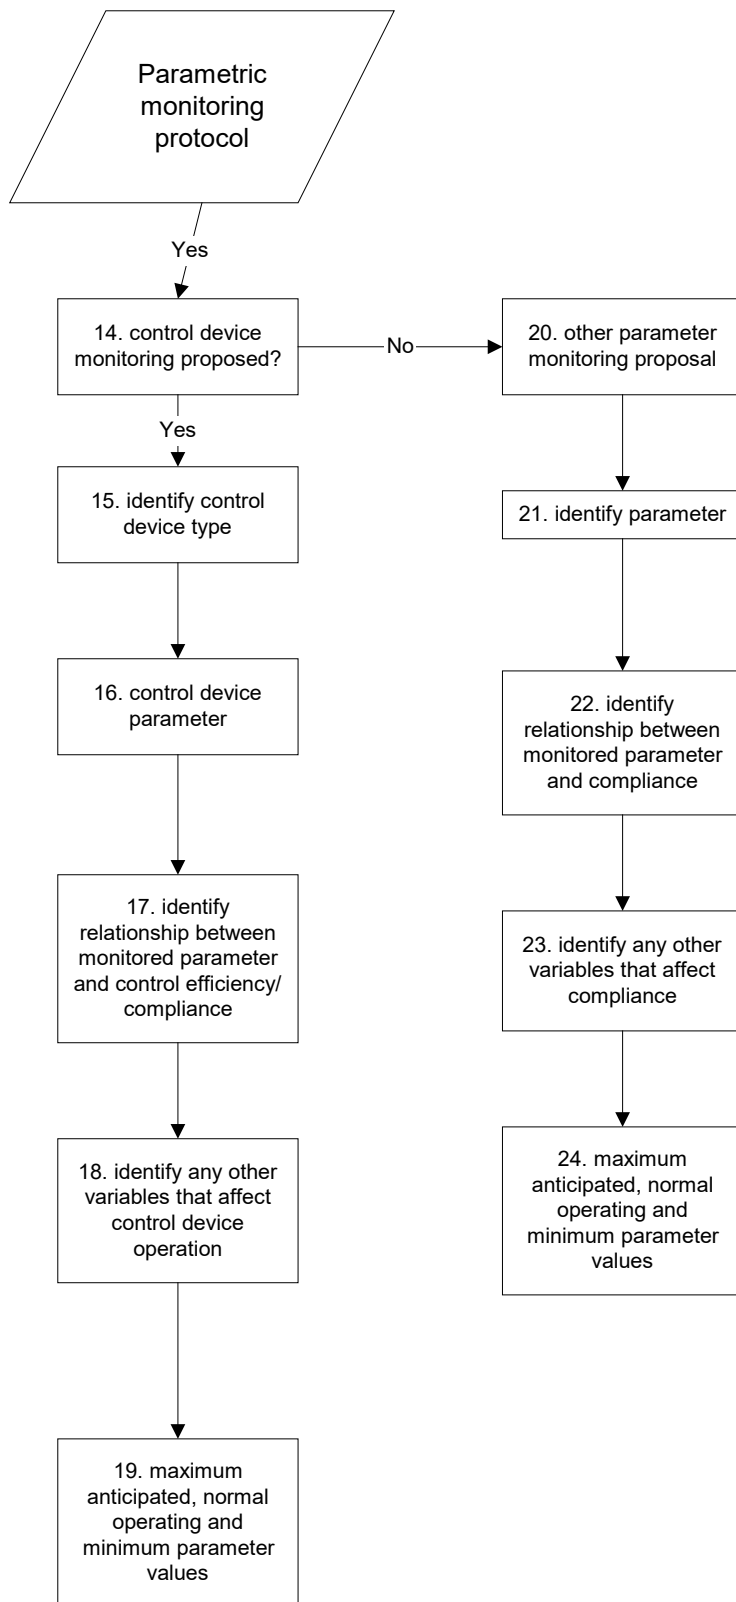 Parametric
monitoring
protocol
Yes
14. control device
monitoring proposed?
No
20. other parameter
monitoring proposal
Yes
15. identify control
device type
21. identify parameter
16. control device
parameter
22. identify
relationship between
monitored parameter
and compliance
17. identify
relationship between
monitored parameter
and control efficiency/
compliance
23. identify any other
variables that affect
compliance
18. identify any other
variables that affect
control device
operation
24. maximum
anticipated, normal
operating and
minimum parameter
values
19. maximum
anticipated, normal
operating and
minimum parameter
values